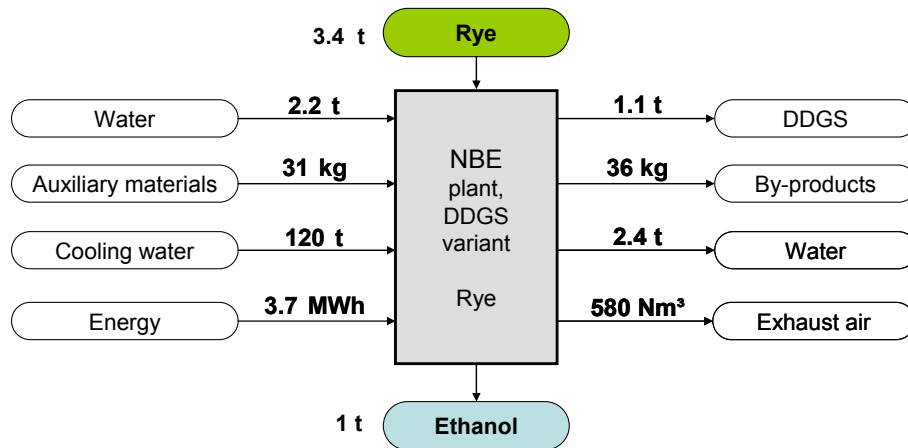 3.4 t
Rye
Water
2.2 t
1.1 t
DDGS
Auxiliary materials
31 kg
36 kg
By-products
Cooling water
120 t
2.4 t
Water
Energy
3.7 MWh
580 Nm³
Exhaust air
NBE
plant,
DDGS
variant
Rye
1 t
Ethanol